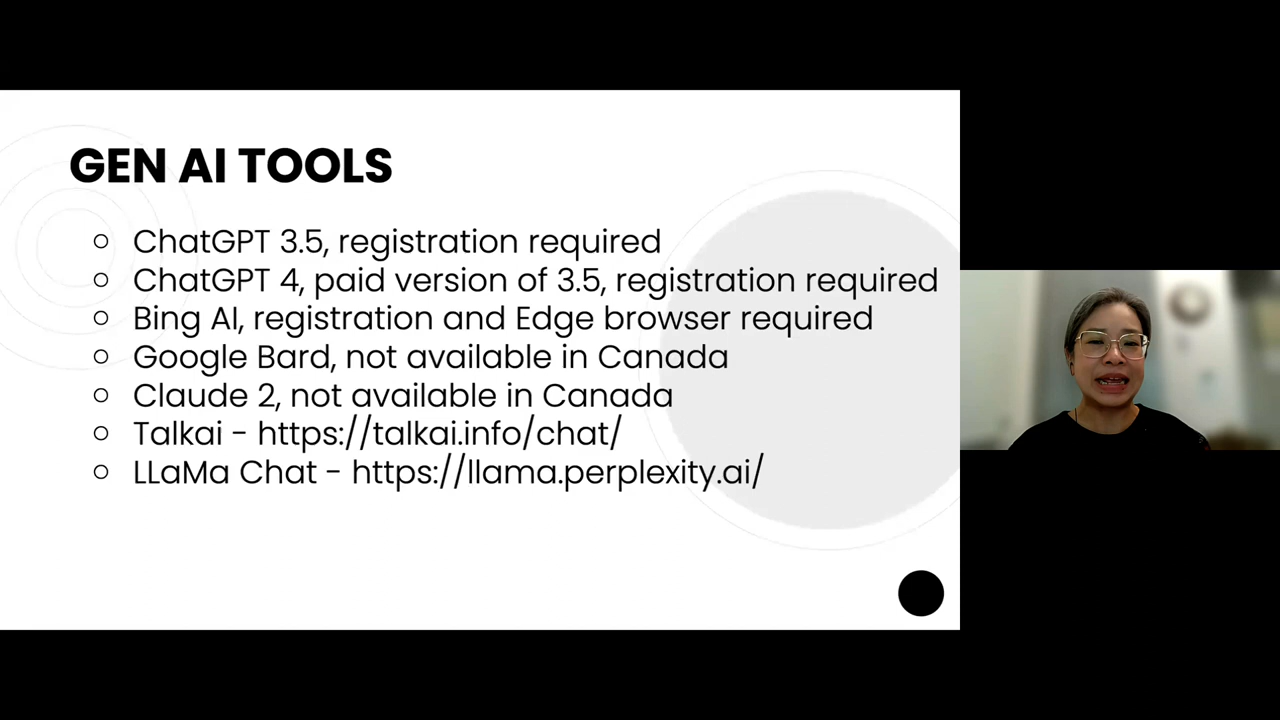 GEN AI TOOLS
ChatGPT 3.5, registration required
ChatGPT 4, paid version of 3.5, registration required
Bing AI, registration and Edge browser required
Google Bard, not available in Canada
Claude 2, not available in Canada
Talkai - https://talkai.info/chat/
LLaMa Chat - https://llama.perplexity.ai/